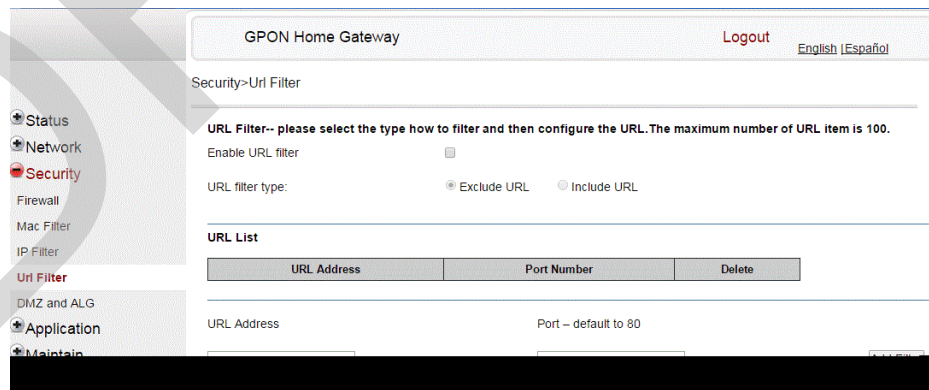 GPON Home Gateway
Logout
English |Español
Security>Url Filter
Status
Network
Security
Firewall
Mac Filter
IP Filter
Url Filter
DMZ and ALG
Application
Maintain
URL Filter-- please select the type how to filter and then configure the URL.The maximum number of URL item is 100.
Enable URL filter
URL filter type:
Exclude URL
Include URL
URL List
URL Address
Port Number
Delete
URL Address
Port – default to 80